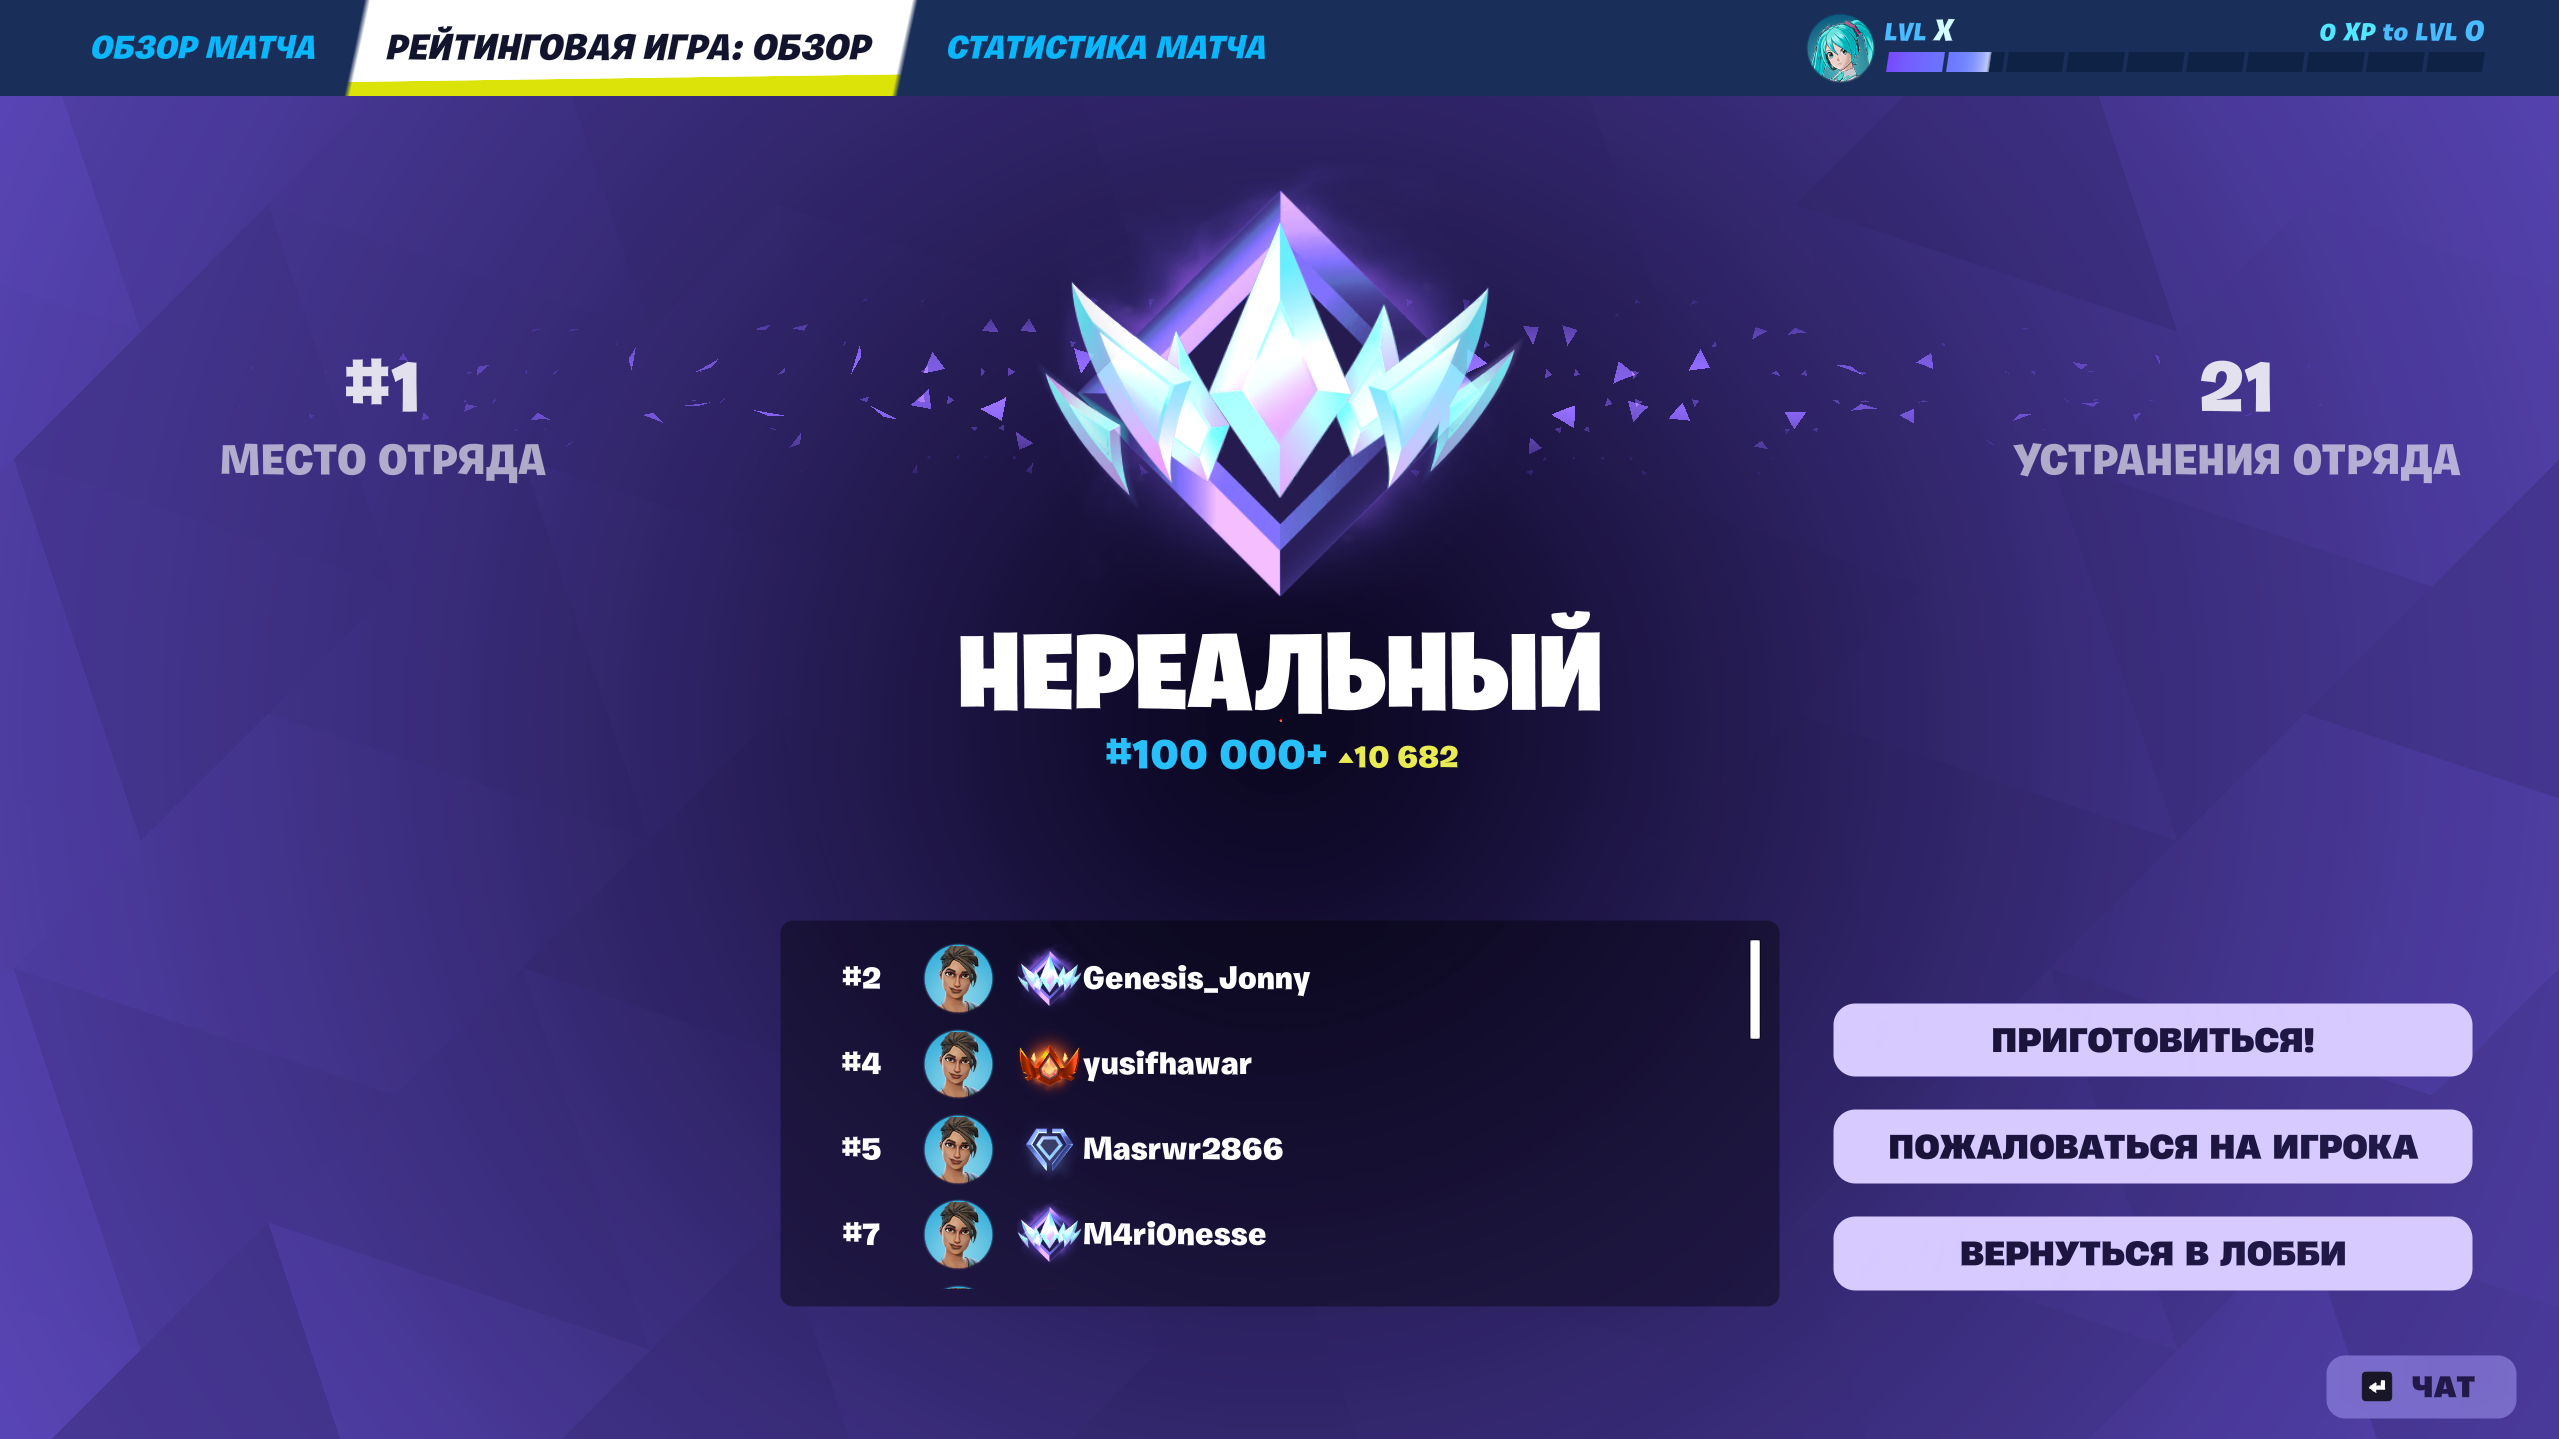 ОБЗОР МАТЧА
РЕЙТИНГОВАЯ ИГРА: ОБЗОР
СТАТИСТИКА МАТЧА
LVL X
0 XP to LVL 0
#1
МЕСТО ОТРЯДА
21
УСТРАНЕНИЯ ОТРЯДА
НЕРЕАЛЬНЫЙ
#100 000+ ▲10 682
#2 Genesis_Jonny
#4 yusifhawar
#5 Masrwr2866
#7 M4ri0nesse
ПРИГОТОВИТЬСЯ!
ПОЖАЛОВАТЬСЯ НА ИГРОКА
ВЕРНУТЬСЯ В ЛОББИ
ЧАТ